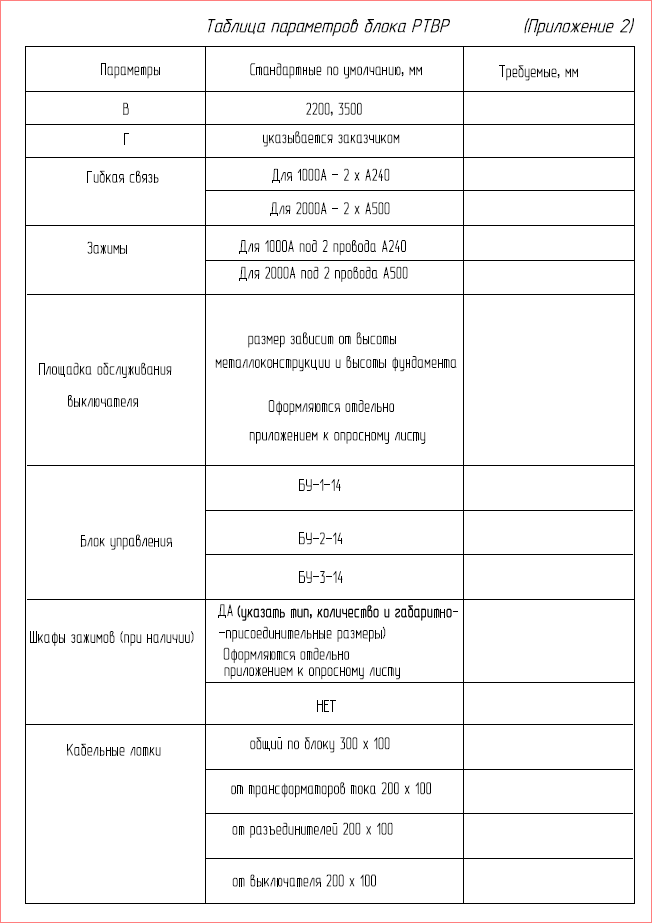 Таблица параметров блока РТВР (Приложение 2)
Параметры Стандартные по умолчанию, мм Требуемые, мм
В 2200, 3500
Г указывается заказчиком
Гибкая связь Для 1000А – 2 х А240
Для 2000А – 2 х А500
Зажимы Для 1000А под 2 провода А240
Для 2000А под 2 провода А500
Площадка обслуживания
выключателя
размер зависит от высоты
металлоконструкции и высоты фундамента
Оформляются отдельно
приложением к опросному листу
Блок управления
БУ-1-14
БУ-2-14
БУ-3-14
Шкафы зажимов (при наличии)
ДА (указать тип, количество и габаритно-
-присоединительные размеры)
Оформляются отдельно
приложением к опросному листу
НЕТ
Кабельные лотки
общий по блоку 300 х 100
от трансформаторов тока 200 х 100
от разъединителей 200 х 100
от выключателя 200 х 100